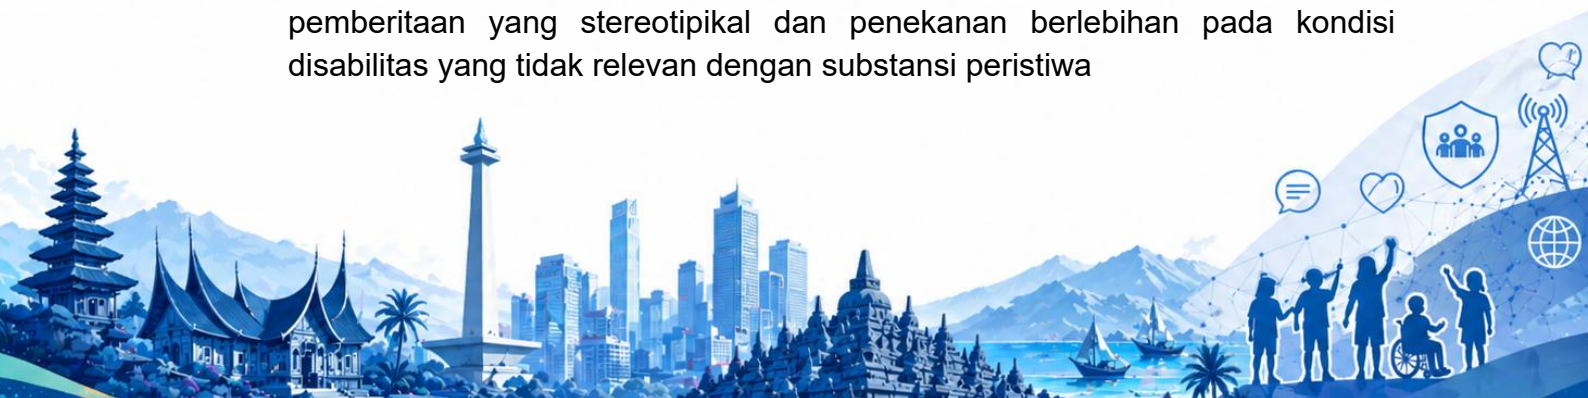 pemberitaan yang stereotipikal dan penekanan berlebihan pada kondisi
disabilitas yang tidak relevan dengan substansi peristiwa